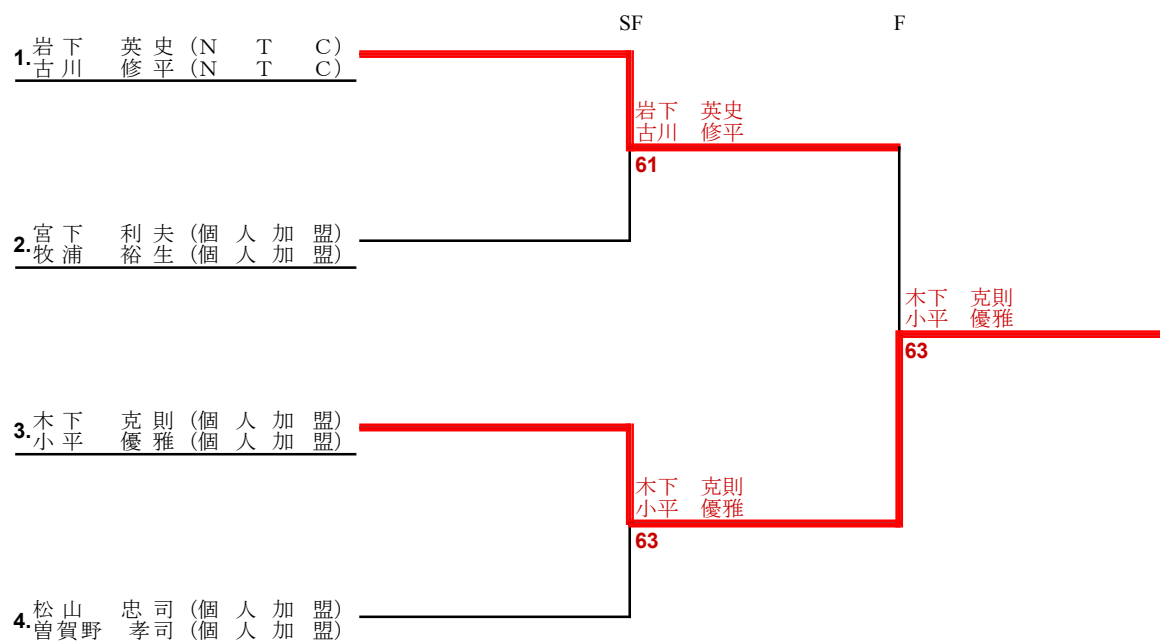 SF F
1.岩下 英史(N T C)
古川 修平(N T C)
岩下 英史
古川 修平
61
2.宮下 利夫(個人加盟)
牧浦 裕生(個人加盟)
木下 克則
小平 優雅
63
3.木下 克則(個人加盟)
小平 優雅(個人加盟)
木下 克則
小平 優雅
63
4.松山 忠司(個人加盟)
曽賀野 孝司(個人加盟)